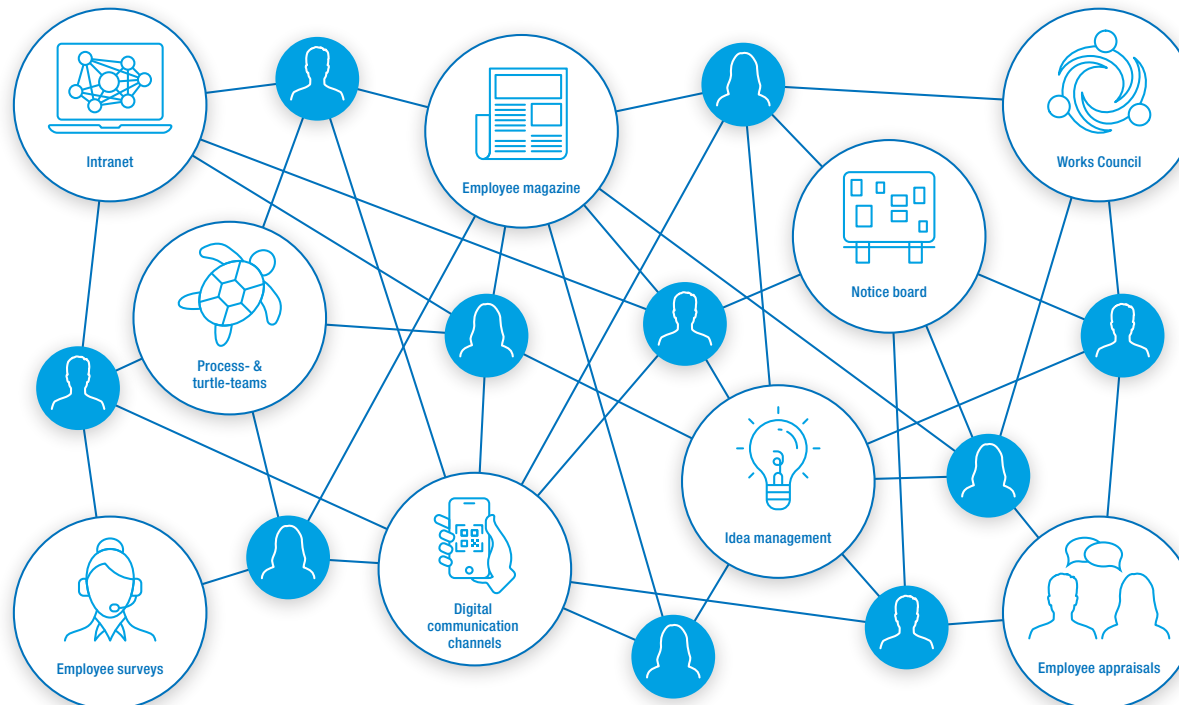 Intranet
Employee magazine
Works Council
Notice board
Process- &
turtle-teams
Idea management
Digital
communication
channels
Employee surveys
Employee appraisals